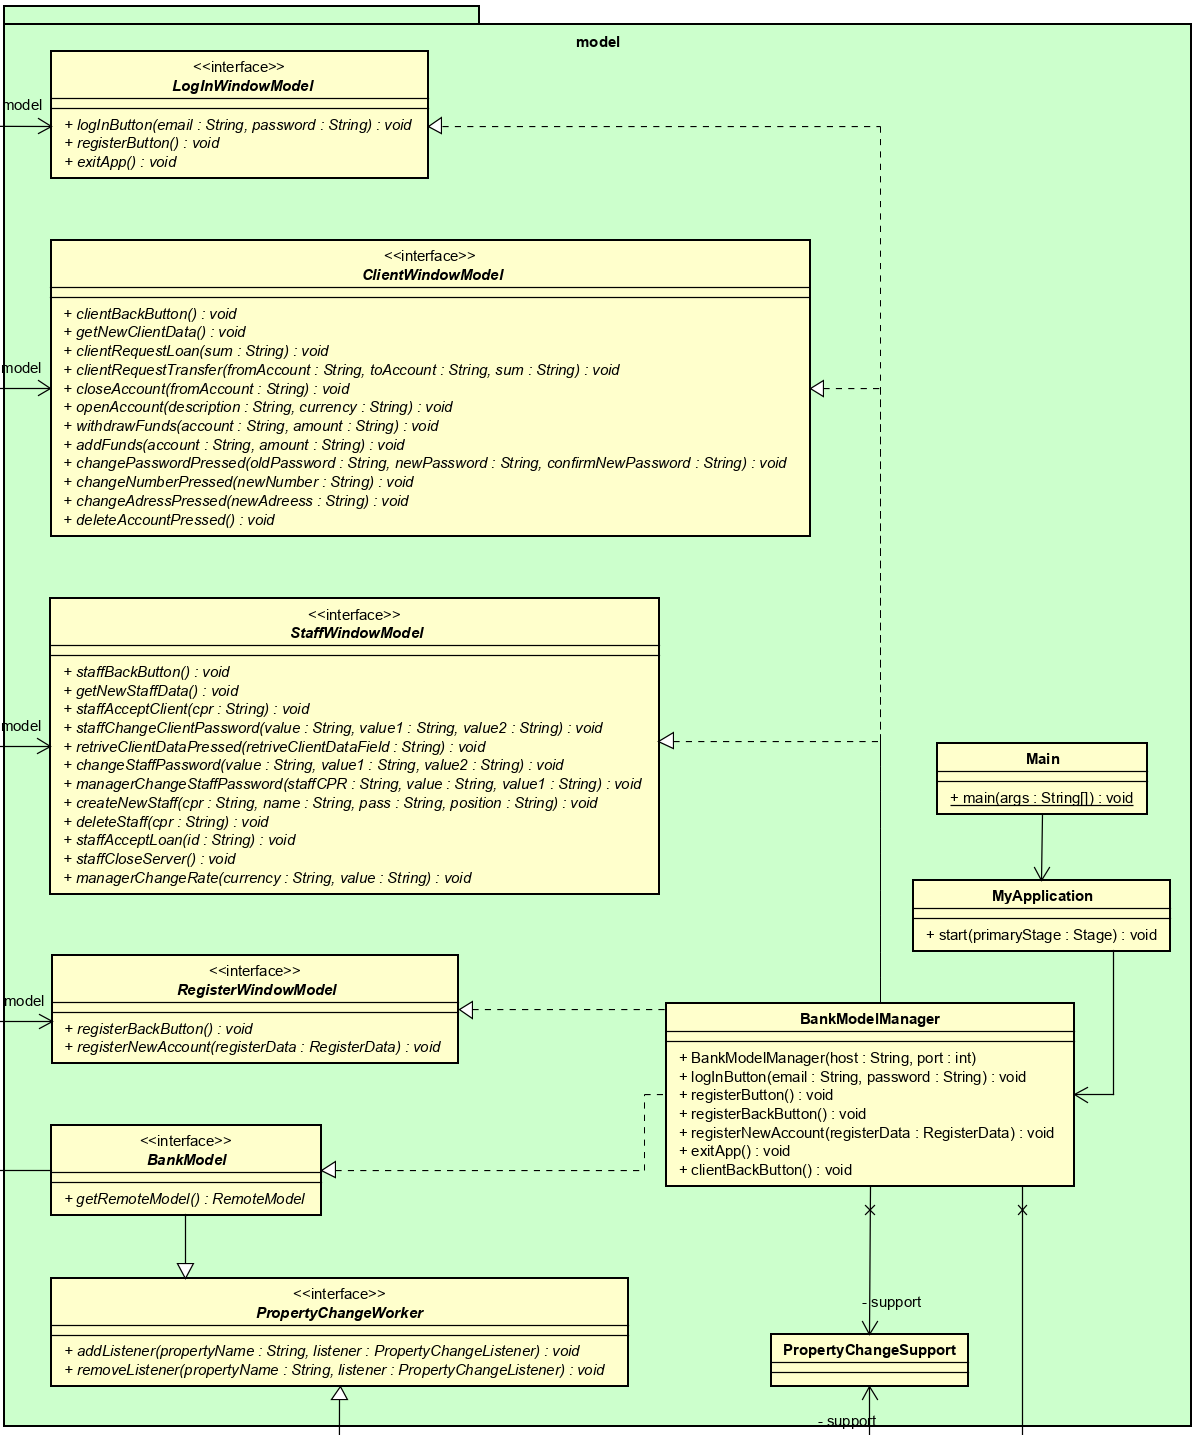 model
<<interface>>
LogInWindowModel
model
+ logInButton(email : String, password : String) : void
+ registerButton() : void
+ exitApp() : void
<<interface>>
ClientWindowModel
+ clientBackButton() : void
+ getNewClientData() : void
+ clientRequestLoan(sum : String) : void
model
+ clientRequestTransfer(fromAccount : String, toAccount : String, sum : String) : void
+ closeAccount(fromAccount : String) : void
+ openAccount(description : String, currency : String) : void
+ withdrawFunds(account : String, amount : String) : void
+ addFunds(account : String, amount : String) : void
+ changePasswordPressed(oldPassword : String, newPassword : String, confirmNewPassword : String) : void
+ changeNumberPressed(newNumber : String) : void
+ changeAdressPressed(newAdreess : String) : void
+ deleteAccountPressed() : void
<<interface>>
StaffWindowModel
+ staffBackButton() : void
+ getNewStaffData() : void
+ staffAcceptClient(cpr : String) : void
model
+ staffChangeClientPassword(value : String, value1 : String, value2 : String) : void
+ retriveClientDataPressed(retriveClientDataField : String) : void
+ changeStaffPassword(value : String, value1 : String, value2 : String) : void
+ managerChangeStaffPassword(staffCPR : String, value : String, value1 : String) : void
+ createNewStaff(cpr : String, name : String, pass : String, position : String) : void
+ deleteStaff(cpr : String) : void
+ staffAcceptLoan(id : String) : void
+ staffCloseServer() : void
+ managerChangeRate(currency : String, value : String) : void
Main
+ main(args : String[]) : void
MyApplication
+ start(primaryStage : Stage) : void
<<interface>>
RegisterWindowModel
model
+ registerBackButton() : void
+ registerNewAccount(registerData : RegisterData) : void
BankModelManager
+ BankModelManager(host : String, port : int)
+ logInButton(email : String, password : String) : void
+ registerButton() : void
+ registerBackButton() : void
+ registerNewAccount(registerData : RegisterData) : void
+ exitApp() : void
+ clientBackButton() : void
<<interface>>
BankModel
+ getRemoteModel() : RemoteModel
<<interface>>
PropertyChangeWorker
+ addListener(propertyName : String, listener : PropertyChangeListener) : void
+ removeListener(propertyName : String, listener : PropertyChangeListener) : void
- support
PropertyChangeSupport
- support